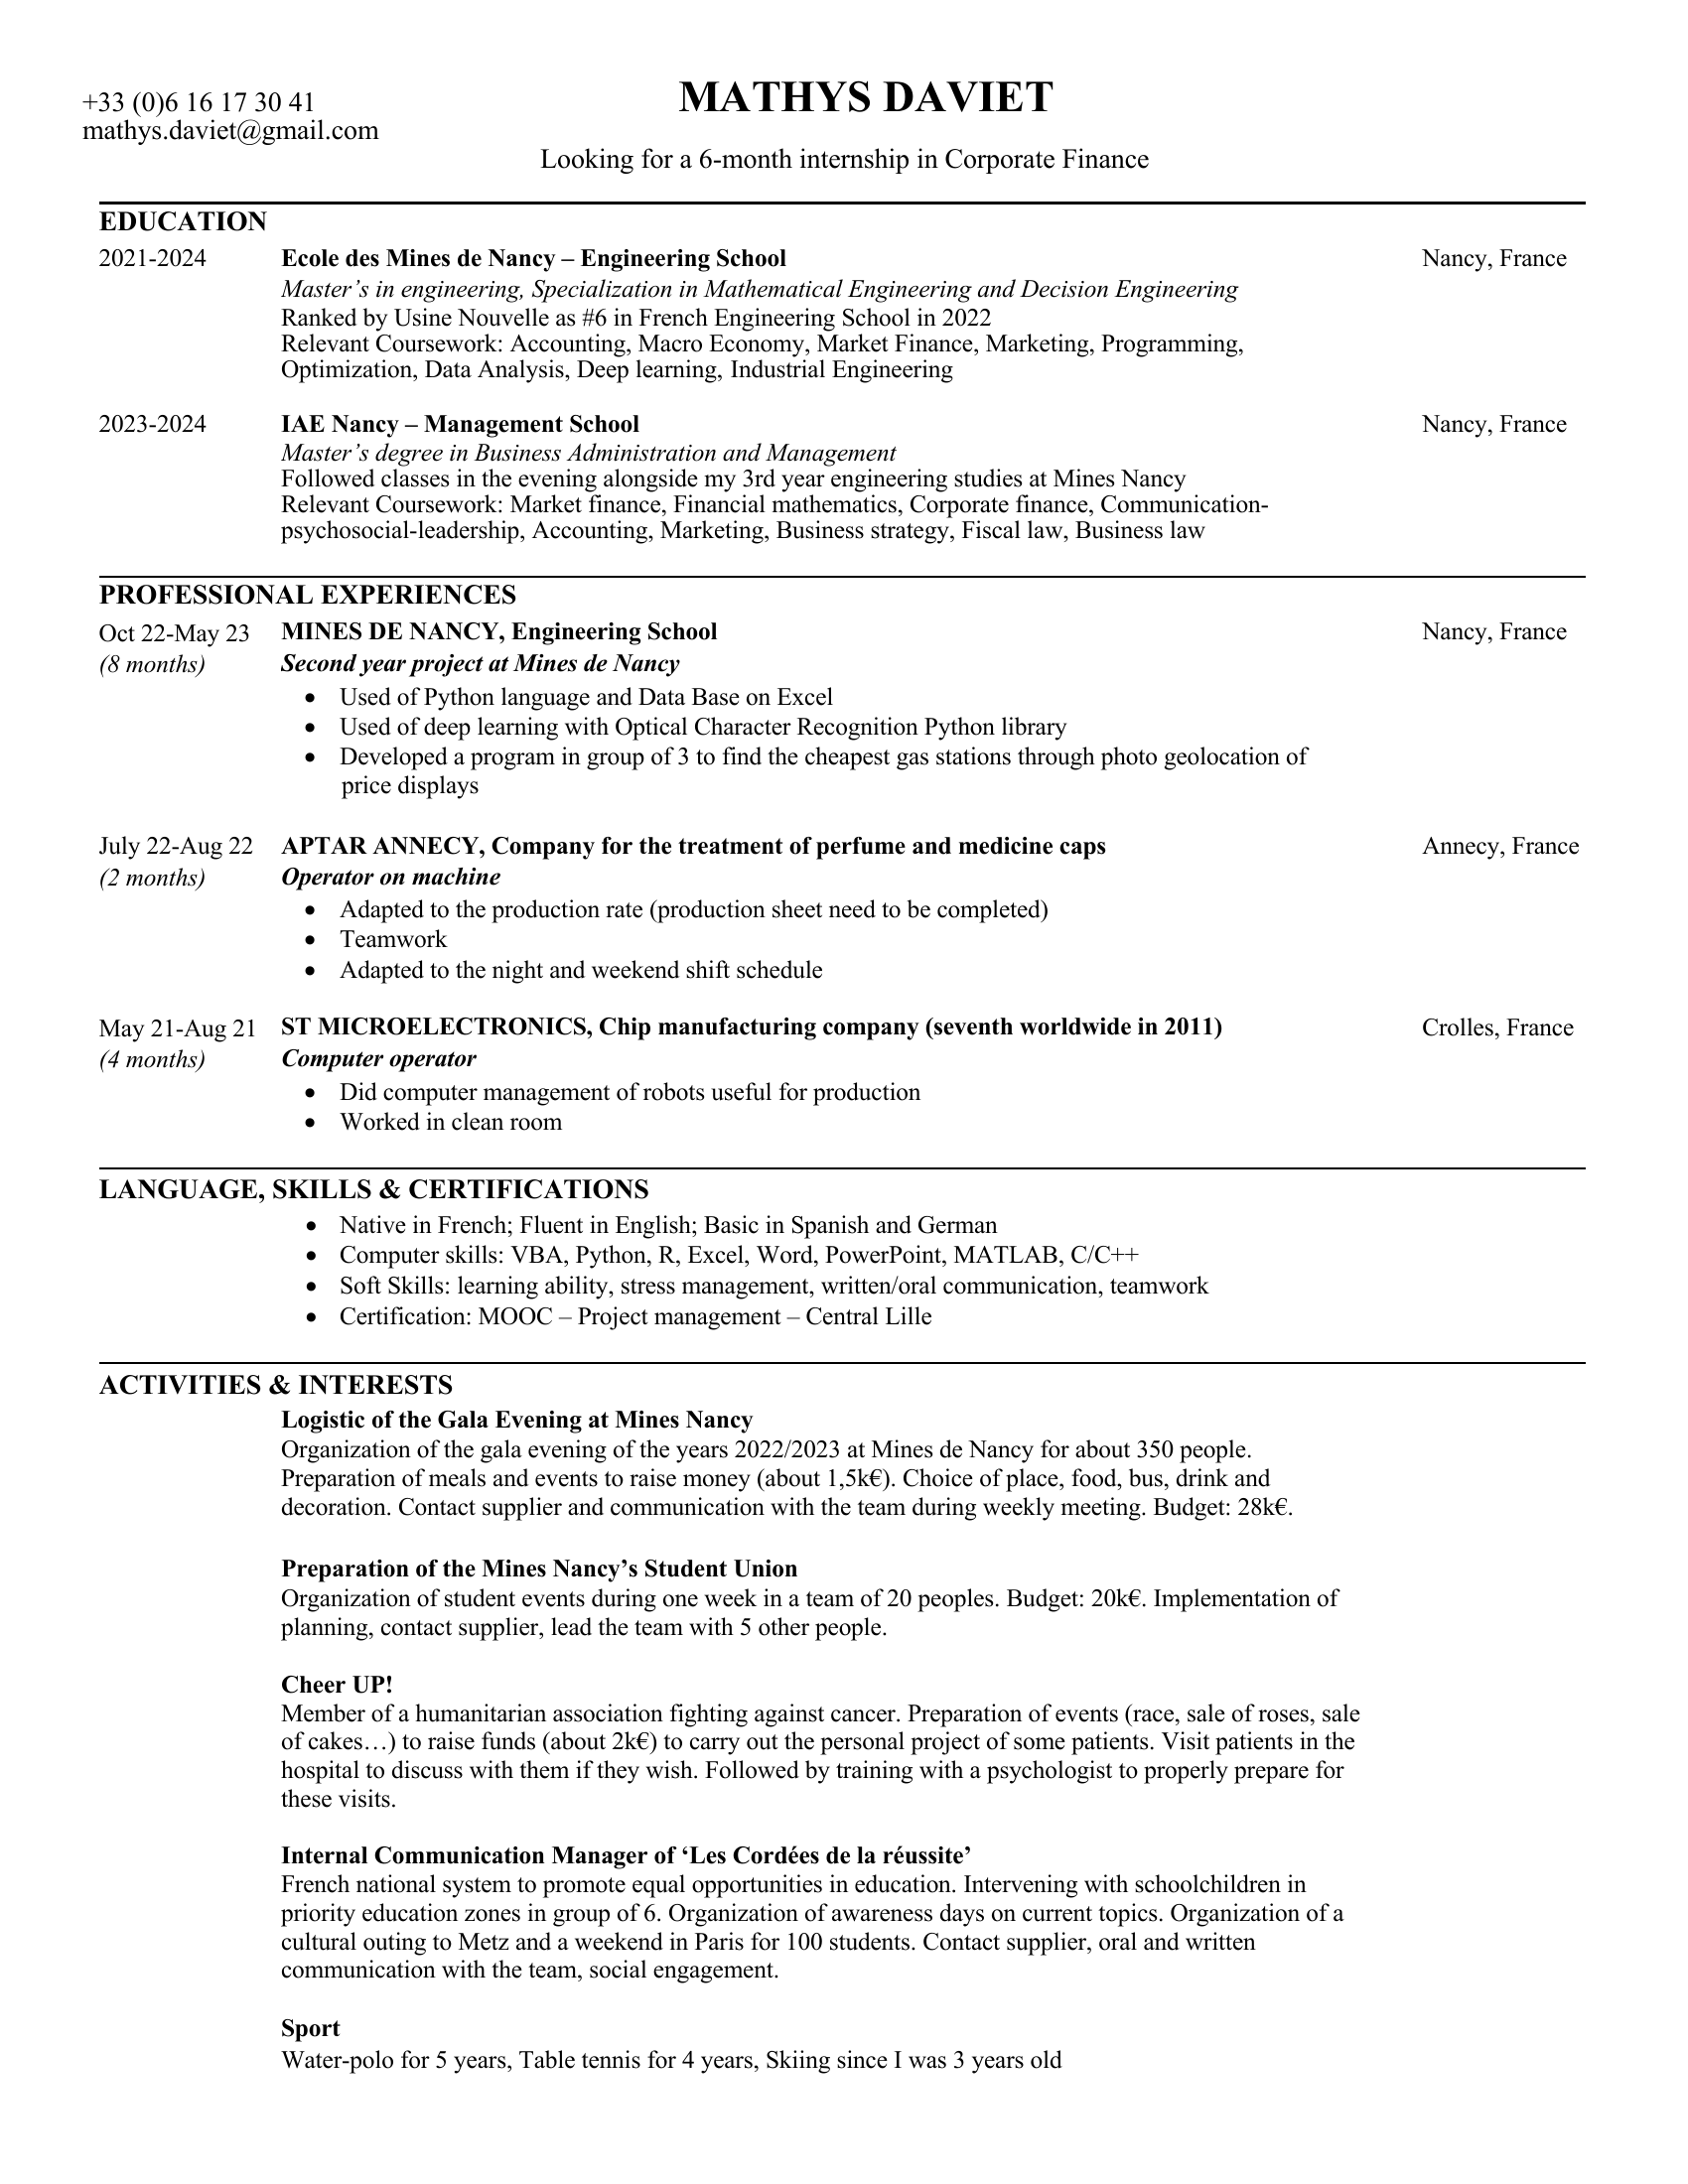 +33 (0)6 16 17 30 41
mathys.daviet@gmail.com
MATHYS DAVIET
Looking for a 6-month internship in Corporate Finance
EDUCATION
2021-2024 Ecole des Mines de Nancy – Engineering School Nancy, France
Master’s in engineering, Specialization in Mathematical Engineering and Decision Engineering
Ranked by Usine Nouvelle as #6 in French Engineering School in 2022
Relevant Coursework: Accounting, Macro Economy, Market Finance, Marketing, Programming,
Optimization, Data Analysis, Deep learning, Industrial Engineering
2023-2024 IAE Nancy – Management School Nancy, France
Master’s degree in Business Administration and Management
Followed classes in the evening alongside my 3rd year engineering studies at Mines Nancy
Relevant Coursework: Market finance, Financial mathematics, Corporate finance, Communication-
psychosocial-leadership, Accounting, Marketing, Business strategy, Fiscal law, Business law
PROFESSIONAL EXPERIENCES
Oct 22-May 23 MINES DE NANCY, Engineering School Nancy, France
(8 months) Second year project at Mines de Nancy
• Used of Python language and Data Base on Excel
• Used of deep learning with Optical Character Recognition Python library
• Developed a program in group of 3 to find the cheapest gas stations through photo geolocation of
price displays
July 22-Aug 22 APTAR ANNECY, Company for the treatment of perfume and medicine caps Annecy, France
(2 months) Operator on machine
• Adapted to the production rate (production sheet need to be completed)
• Teamwork
• Adapted to the night and weekend shift schedule
May 21-Aug 21 ST MICROELECTRONICS, Chip manufacturing company (seventh worldwide in 2011) Crolles, France
(4 months) Computer operator
• Did computer management of robots useful for production
• Worked in clean room
LANGUAGE, SKILLS & CERTIFICATIONS
• Native in French; Fluent in English; Basic in Spanish and German
• Computer skills: VBA, Python, R, Excel, Word, PowerPoint, MATLAB, C/C++
• Soft Skills: learning ability, stress management, written/oral communication, teamwork
• Certification: MOOC – Project management – Central Lille
ACTIVITIES & INTERESTS
Logistic of the Gala Evening at Mines Nancy
Organization of the gala evening of the years 2022/2023 at Mines de Nancy for about 350 people.
Preparation of meals and events to raise money (about 1,5k€). Choice of place, food, bus, drink and
decoration. Contact supplier and communication with the team during weekly meeting. Budget: 28k€.
Preparation of the Mines Nancy’s Student Union
Organization of student events during one week in a team of 20 peoples. Budget: 20k€. Implementation of
planning, contact supplier, lead the team with 5 other people.
Cheer UP!
Member of a humanitarian association fighting against cancer. Preparation of events (race, sale of roses, sale
of cakes…) to raise funds (about 2k€) to carry out the personal project of some patients. Visit patients in the
hospital to discuss with them if they wish. Followed by training with a psychologist to properly prepare for
these visits.
Internal Communication Manager of ‘Les Cordées de la réussite’
French national system to promote equal opportunities in education. Intervening with schoolchildren in
priority education zones in group of 6. Organization of awareness days on current topics. Organization of a
cultural outing to Metz and a weekend in Paris for 100 students. Contact supplier, oral and written
communication with the team, social engagement.
Sport
Water-polo for 5 years, Table tennis for 4 years, Skiing since I was 3 years old